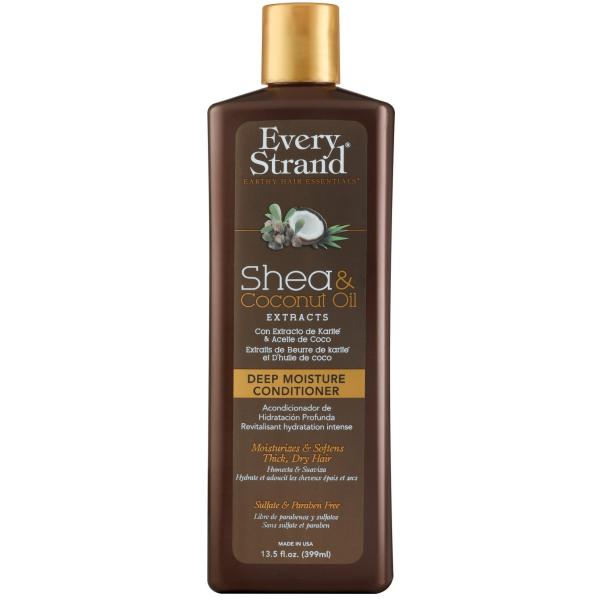 Every
Strand®
EARTHY HAIR ESSENTIALS®
Shea &
Coconut Oil
EXTRACTS
Con Extracto de Karite´
& Aceite de Coco
Extraits de Beurre de karite´
et D'huile de coco
DEEP MOISTURE
CONDITIONER
Acondicionador de
Hidratación Profunda
Revitalisant hydratation intense
Moisturizes & Softens
Thick, Dry Hair
Humecta & Suaviza
Hydrate et adoucit les cheveux épais et secs
Sulfate & Paraben Free
Libre de parabenos y sulfatos
Sans sulfate et paraben
MADE IN USA
13.5 fl.oz. (399ml)